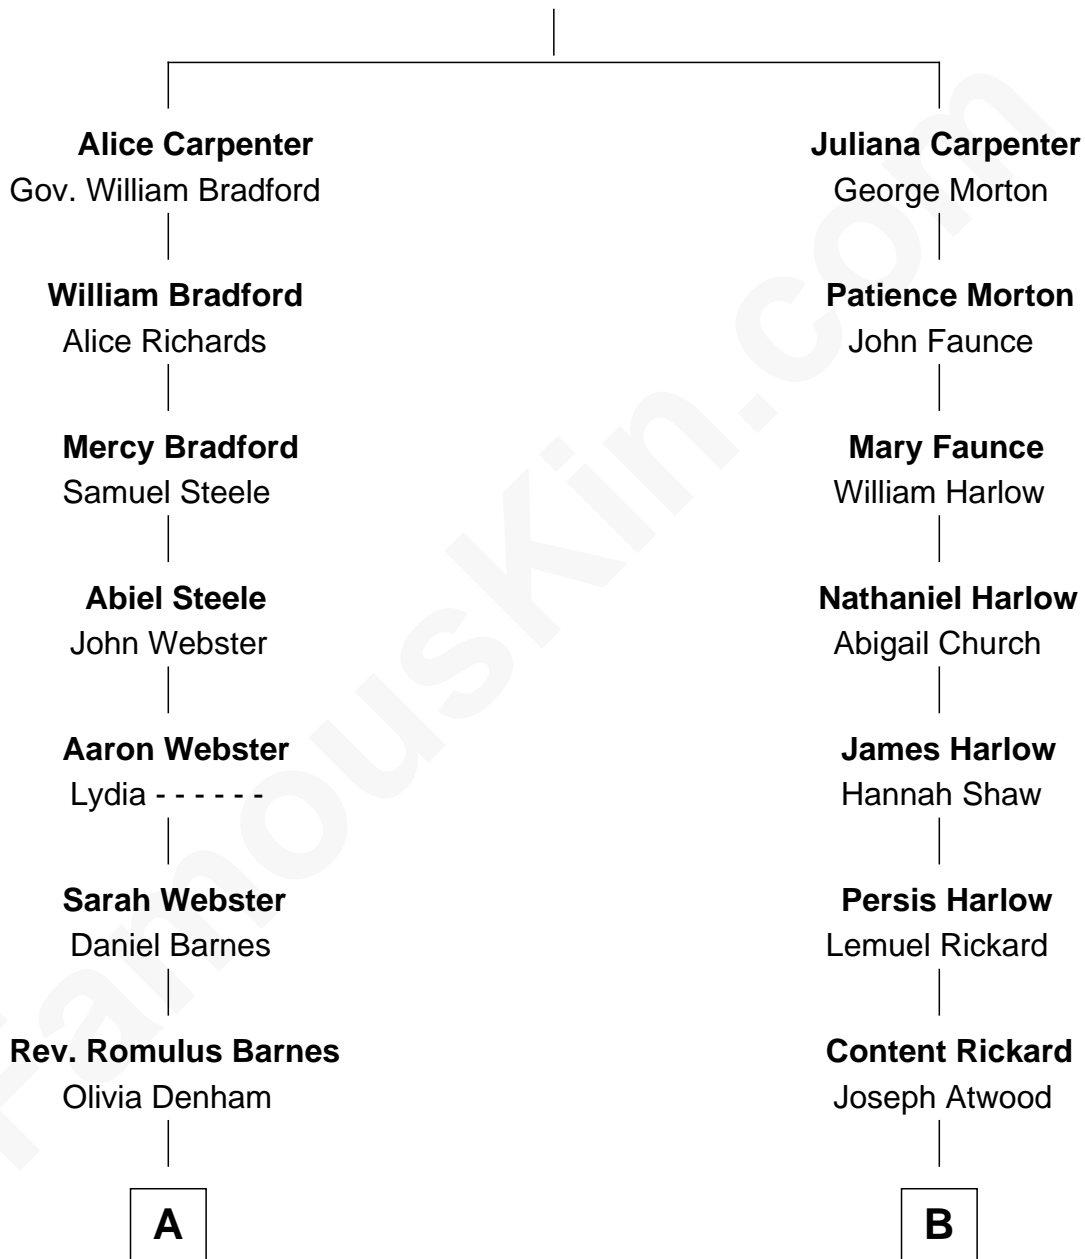 Alice Carpenter
Gov. William Bradford
William Bradford
Alice Richards
Mercy Bradford
Samuel Steele
Abiel Steele
John Webster
Aaron Webster
Lydia - - - - - -
Sarah Webster
Daniel Barnes
Rev. Romulus Barnes
Olivia Denham
A
Juliana Carpenter
George Morton
Patience Morton
John Faunce
Mary Faunce
William Harlow
Nathaniel Harlow
Abigail Church
James Harlow
Hannah Shaw
Persis Harlow
Lemuel Rickard
Content Rickard
Joseph Atwood
B
FamousKin.com